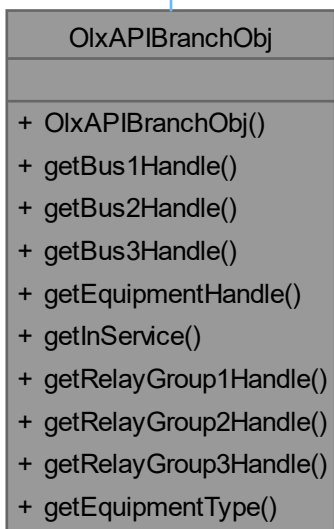 OlxAPIBranchObj
+ OlxAPIBranchObj()
+ getBus1Handle()
+ getBus2Handle()
+ getBus3Handle()
+ getEquipmentHandle()
+ getInService()
+ getRelayGroup1Handle()
+ getRelayGroup2Handle()
+ getRelayGroup3Handle()
+ getEquipmentType()